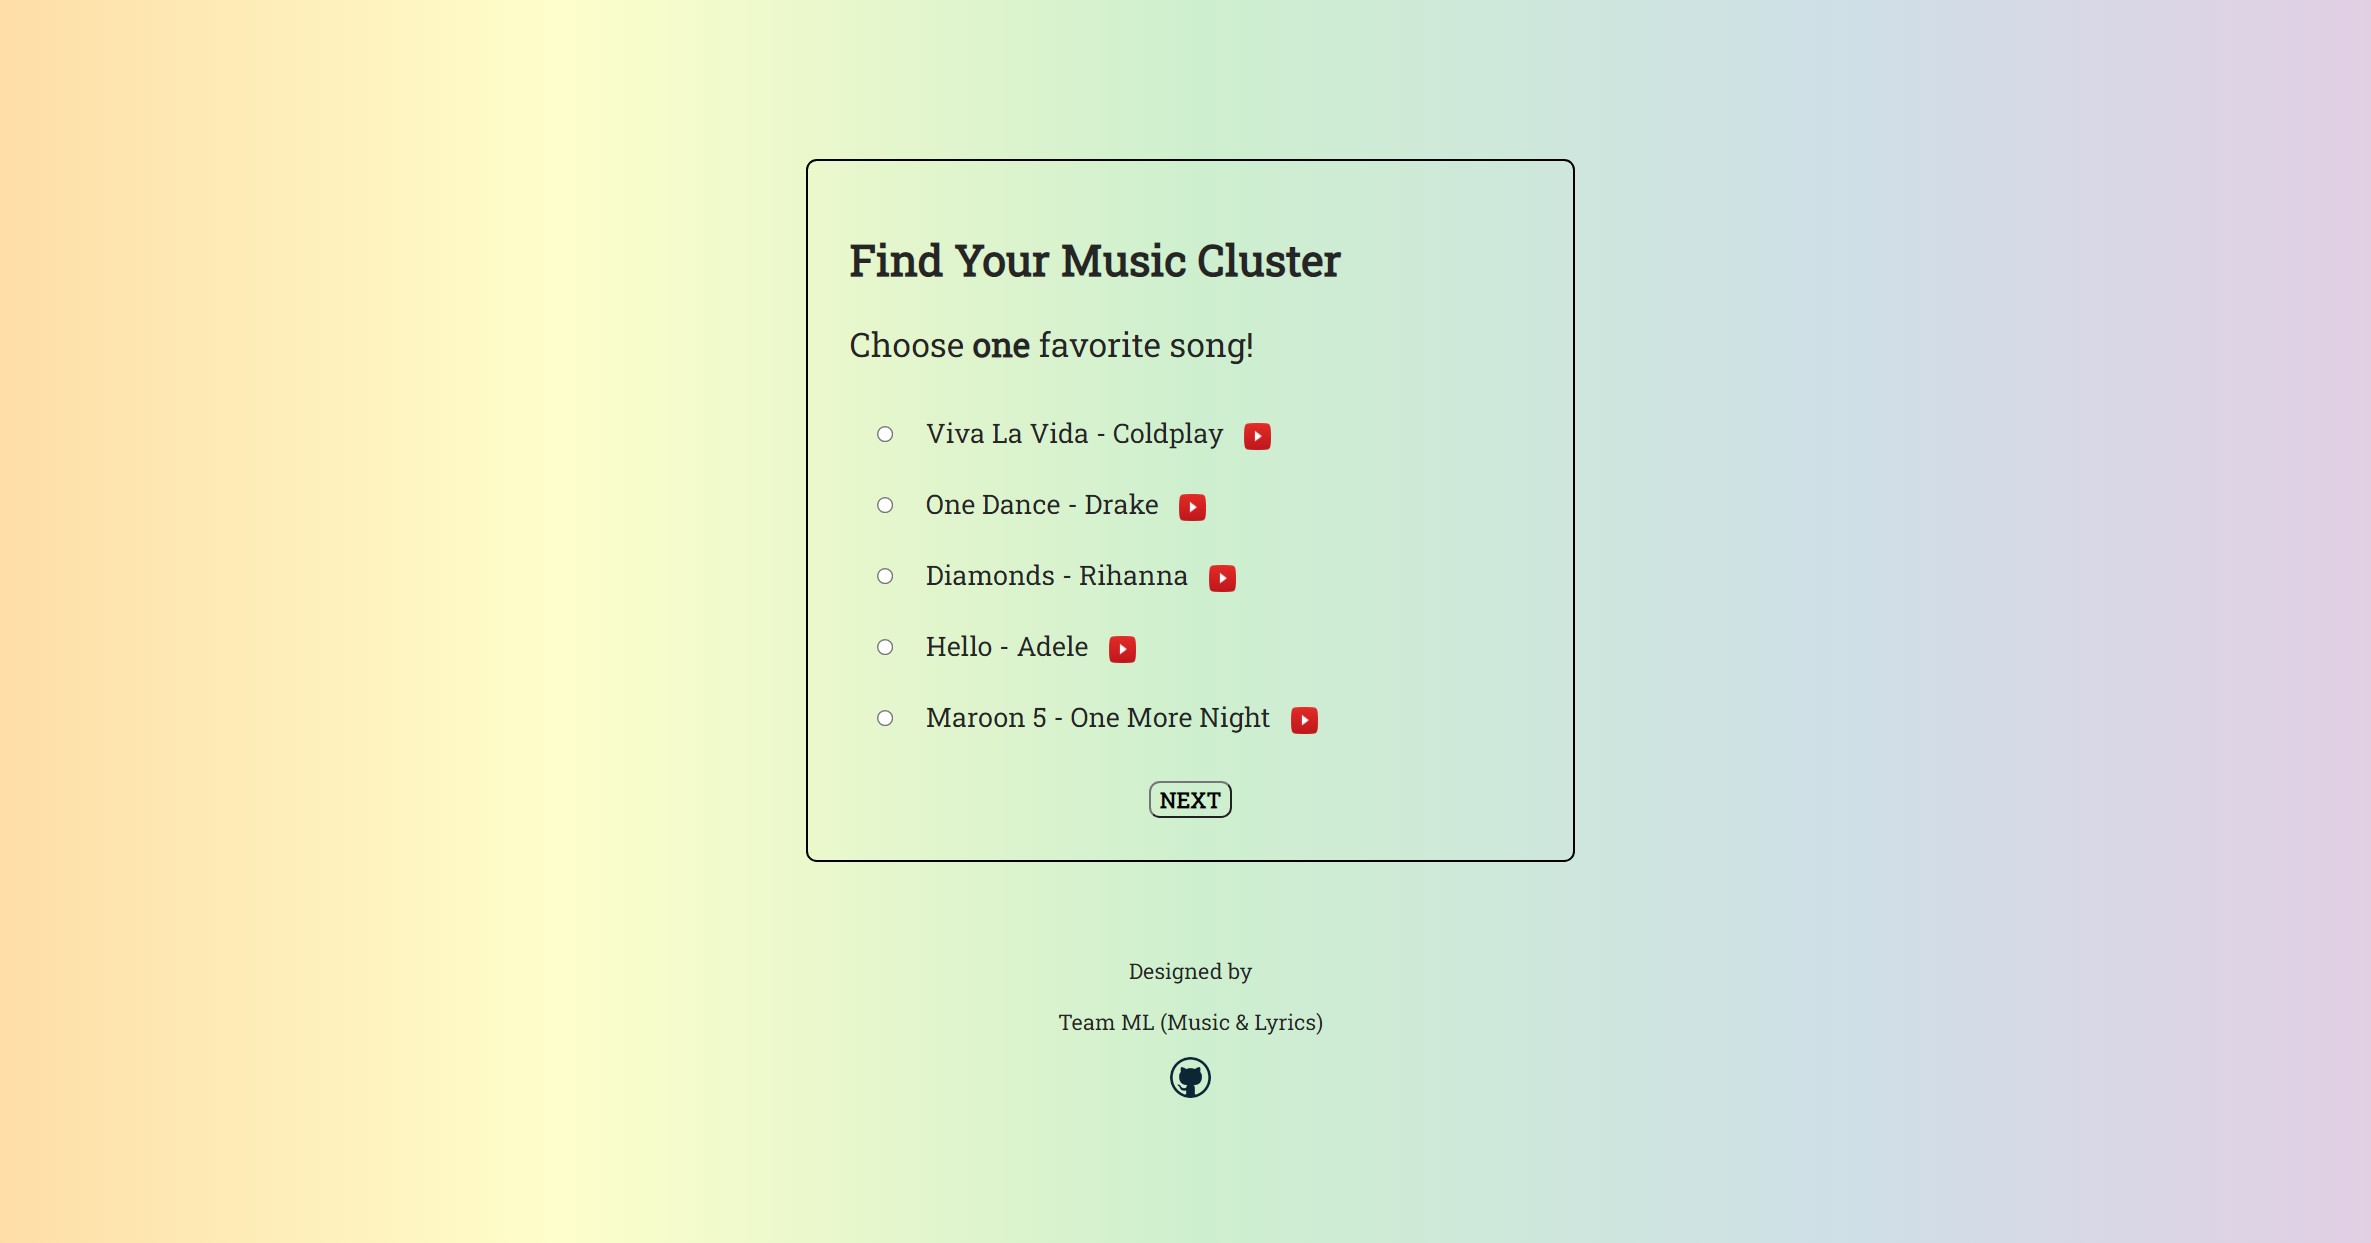 Find Your Music Cluster
Choose one favorite song!
Viva La Vida - Coldplay
One Dance - Drake
Diamonds - Rihanna
Hello - Adele
Maroon 5 - One More Night
NEXT
Designed by
Team ML (Music & Lyrics)